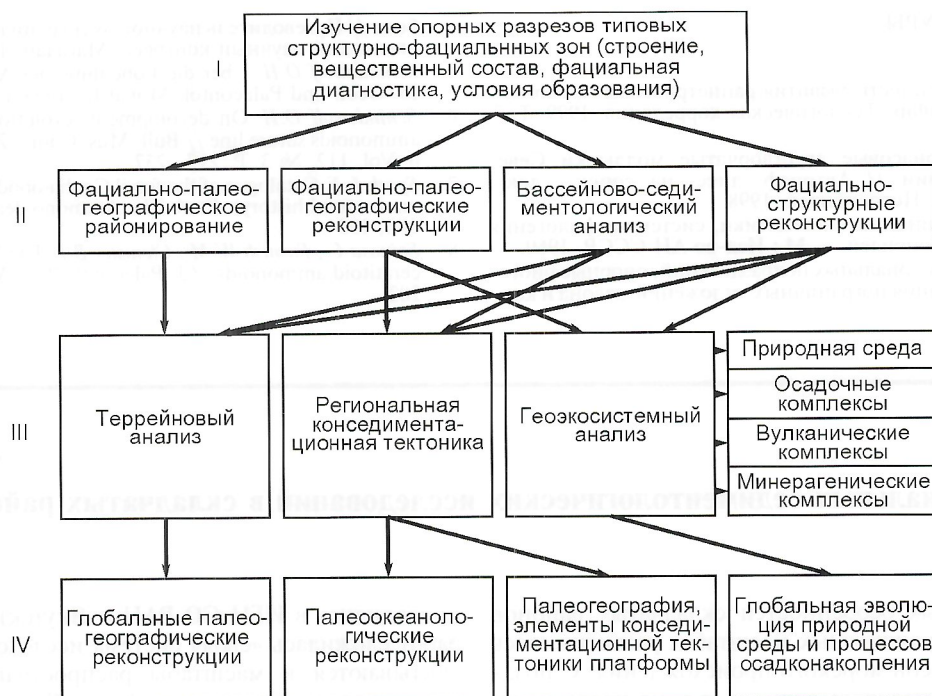 I
Изучение опорных разрезов типовых
структурно-фациальнных зон (строение,
вещественный состав, фациальная
диагностика, условия образования)
II
Фациально-палео-
географическое
районирование
Фациально-палео-
географические
реконструкции
Бассейново-седи-
ментологический
анализ
Фациально-
структурные
реконструкции
III
Террейновый
анализ
Региональная
конседимента-
ционная тектоника
Геоэкосистемный
анализ
Природная среда
Осадочные
комплексы
Вулканические
комплексы
Минерагенические
комплексы
IV
Глобальные палео-
географические
реконструкции
Палеоокеаноло-
гические
реконструкции
Палеогеография,
элементы конседи-
ментационной тек-
тоники платформы
Глобальная эволю-
ция природной
среды и процессов
осадконакопления